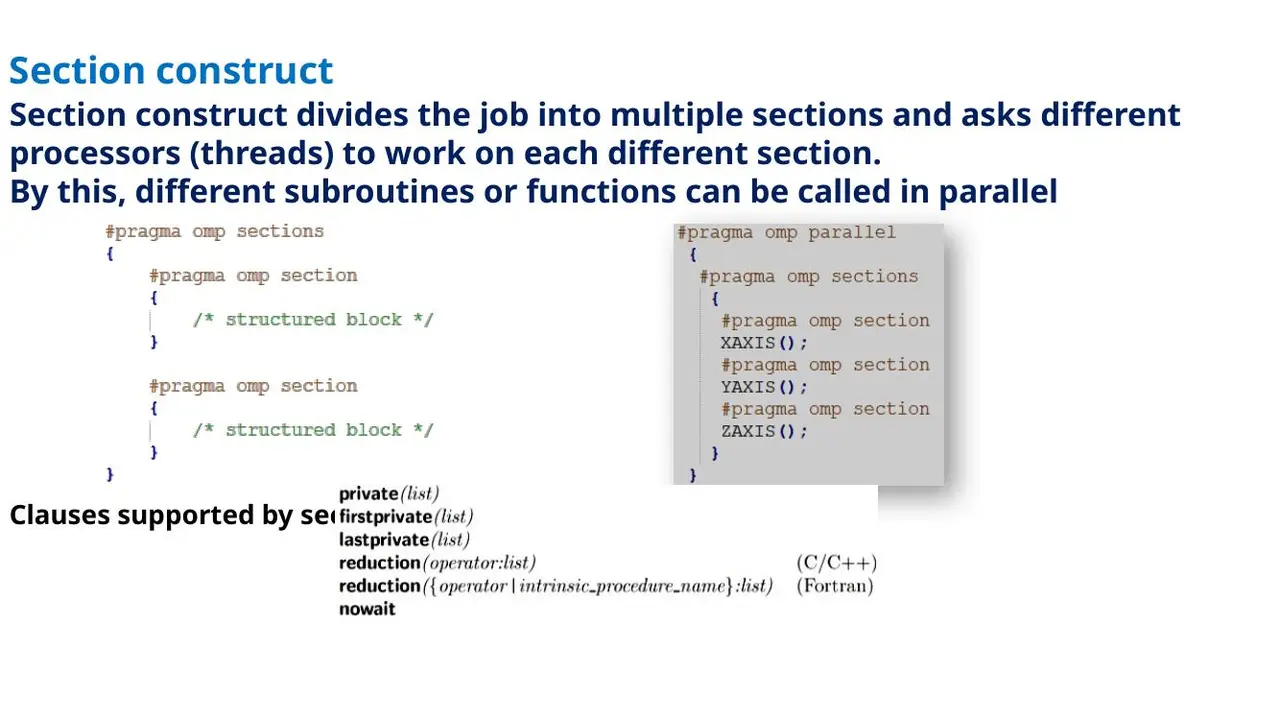 Section construct
Section construct divides the job into multiple sections and asks different
processors (threads) to work on each different section.
By this, different subroutines or functions can be called in parallel
#pragma omp sections
{
#pragma omp section
{
/* structured block */
}
#pragma omp section
{
/* structured block */
}
}
#pragma omp parallel
{
#pragma omp sections
{
#pragma omp section
XAXIS();
#pragma omp section
YAXIS();
#pragma omp section
ZAXIS();
}
}
Clauses supported by
private(list)
firstprivate(list)
lastprivate(list)
reduction(operator:list) (C/C++)
reduction({operator|intrinsic_procedure_name}:list) (Fortran)
nowait